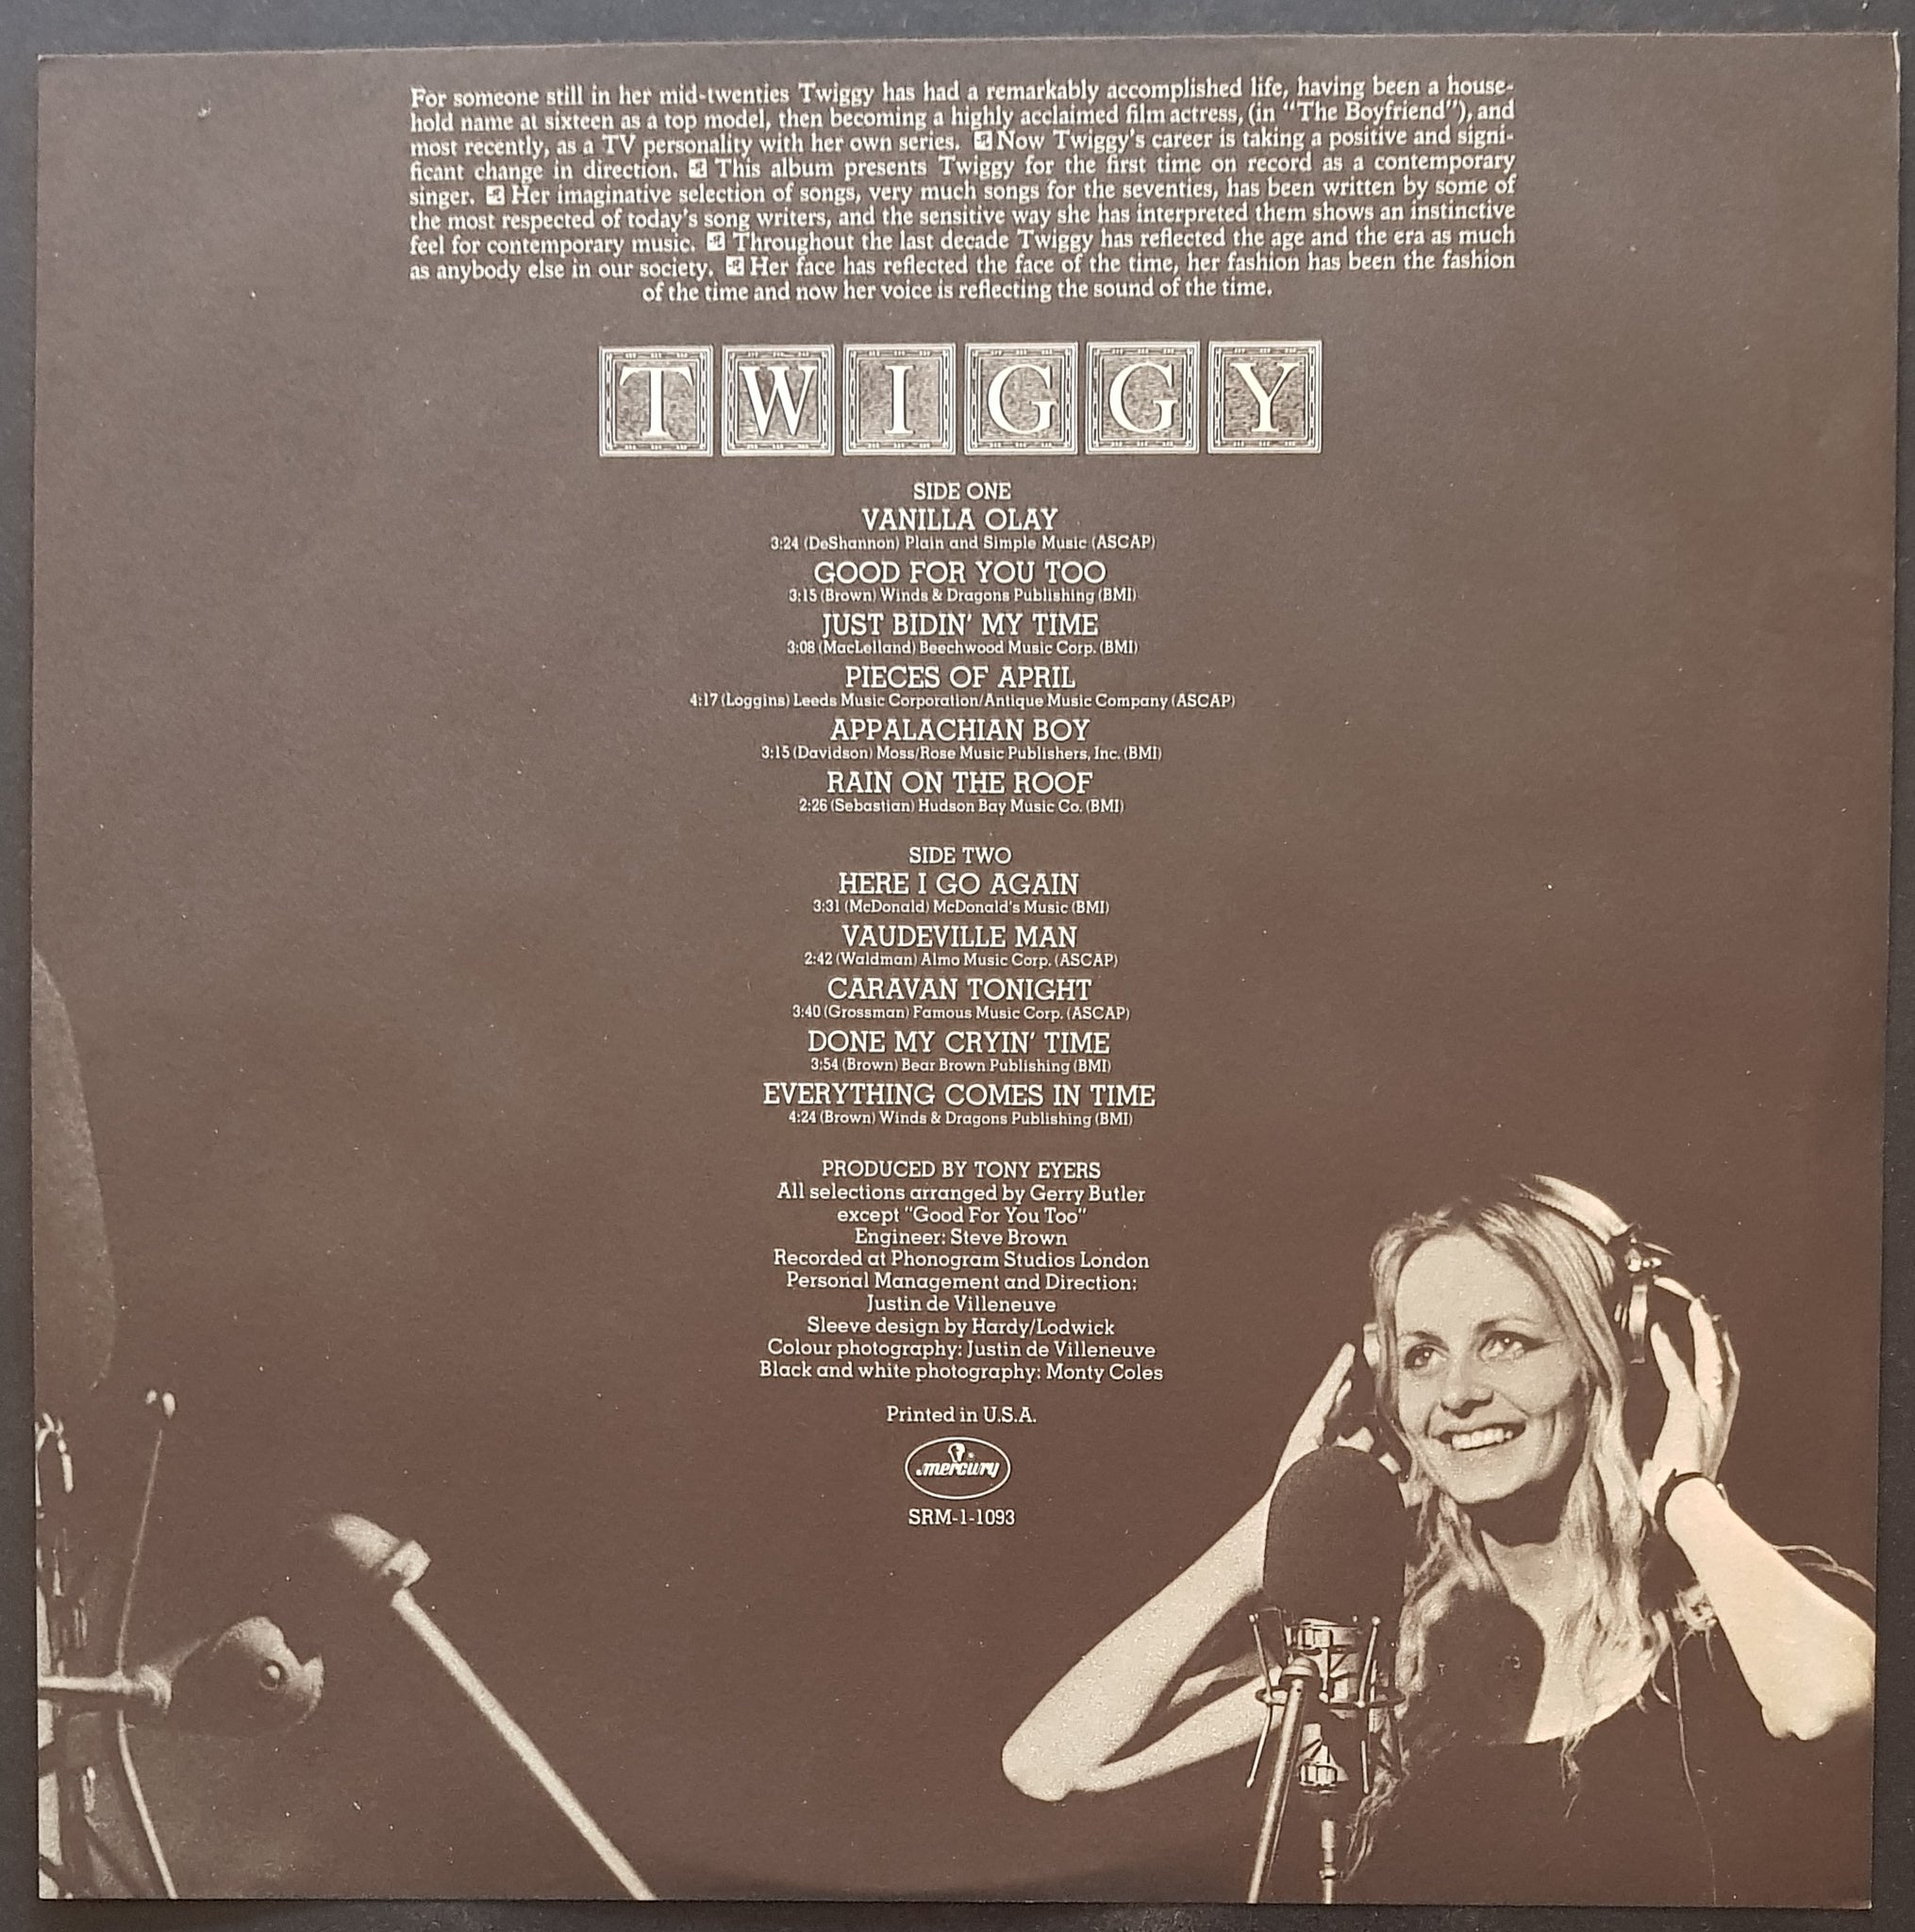 For someone still in her mid-twenties Twiggy has had a remarkably accomplished life, having been a house-
hold name at sixteen as a top model, then becoming a highly acclaimed film actress, (in "The Boyfriend"), and
most recently, as a TV personality with her own series. Now Twiggy's career is taking a positive and signi-
ficant change in direction. This album presents Twiggy for the first time on record as a contemporary
singer. Her imaginative selection of songs, very much songs for the seventies, has been written by some of
the most respected of today's song writers, and the sensitive way she has interpreted them shows an instinctive
feel for contemporary music. Throughout the last decade Twiggy has reflected the age and the era as much
as anybody else in our society. Her face has reflected the face of the time, her fashion has been the fashion
of the time and now her voice is reflecting the sound of the time.
TWIGGY
SIDE ONE
VANILLA OLAY
3:24 (DeShannon) Plain and Simple Music (ASCAP)
GOOD FOR YOU TOO
3:15 (Brown) Winds & Dragons Publishing (BMI)
JUST BIDIN' MY TIME
3:08 (MacLelland) Beechwood Music Corp. (BMI)
PIECES OF APRIL
4:17 (Loggins) Leeds Music Corporation/Antique Music Company (ASCAP)
APPALACHIAN BOY
3:15 (Davidson) Moss/Rose Music Publishers, Inc. (BMI)
RAIN ON THE ROOF
2:26 (Sebastian) Hudson Bay Music Co. (BMI)
SIDE TWO
HERE I GO AGAIN
3:31 (McDonald) McDonald's Music (BMI)
VAUDEVILLE MAN
2:42 (Waldman) Almo Music Corp. (ASCAP)
CARAVAN TONIGHT
3:40 (Grossman) Famous Music Corp. (ASCAP)
DONE MY CRYIN' TIME
3:54 (Brown) Bear Brown Publishing (BMI)
EVERYTHING COMES IN TIME
4:24 (Brown) Winds & Dragons Publishing (BMI)
PRODUCED BY TONY EYERS
All selections arranged by Gerry Butler
except "Good For You Too"
Engineer: Steve Brown
Recorded at Phonogram Studios London
Personal Management and Direction:
Justin de Villeneuve
Sleeve design by Hardy/Lodwick
Colour photography: Justin de Villeneuve
Black and white photography: Monty Coles
Printed in U.S.A.
mercury
SRM-1-1093